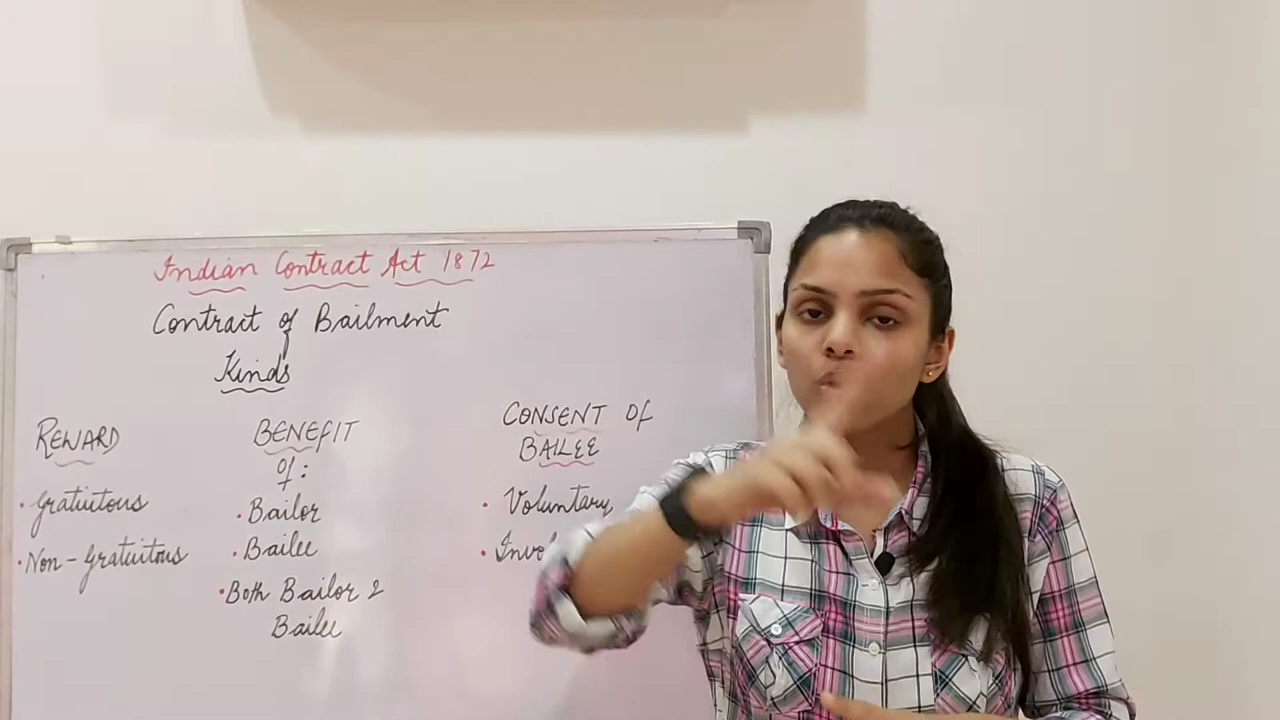 Indian Contract Act 1872
Contract of Bailment
Kinds
REWARD
• Gratuitous
• Non-Gratuitous
BENEFIT
Of:
• Bailor
• Bailee
• Both Bailor &
Bailee
CONSENT OF
BAILEE
• Voluntary